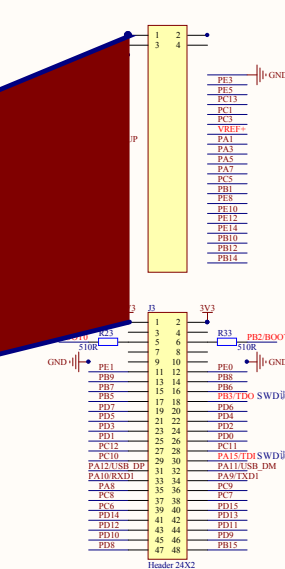 1 2
3 4
GND
PE3
PE5
PC13
PC1
PC3
VREF+
PA1
PA3
PA5
PA7
PC5
PB1
PE8
PE10
PE12
PE14
PB10
PB12
PB14
J3 3V3
1 2
3 4
R23 5 6 R33 PB2/BOO
510R 7 8 510R
GND 9 10 GND
PE1 11 12 PE0
PB9 13 14 PB8
PB7 15 16 PB6
PB5 17 18 PB3/TDO SWD
PD7 19 20 PD6
PD5 21 22 PD4
PD3 23 24 PD2
PD1 25 26 PD0
PC12 27 28 PC11
PC10 29 30 PA15/TDI SWD
PA12/USB_DP 31 32 PA11/USB_DM
PA10/RXD1 33 34 PA9/TXD1
PA8 35 36 PC9
PC8 37 38 PC7
PC6 39 40 PD15
PD14 41 42 PD13
PD12 43 44 PD11
PD10 45 46 PD9
PD8 47 48 PB15
Header 24X2